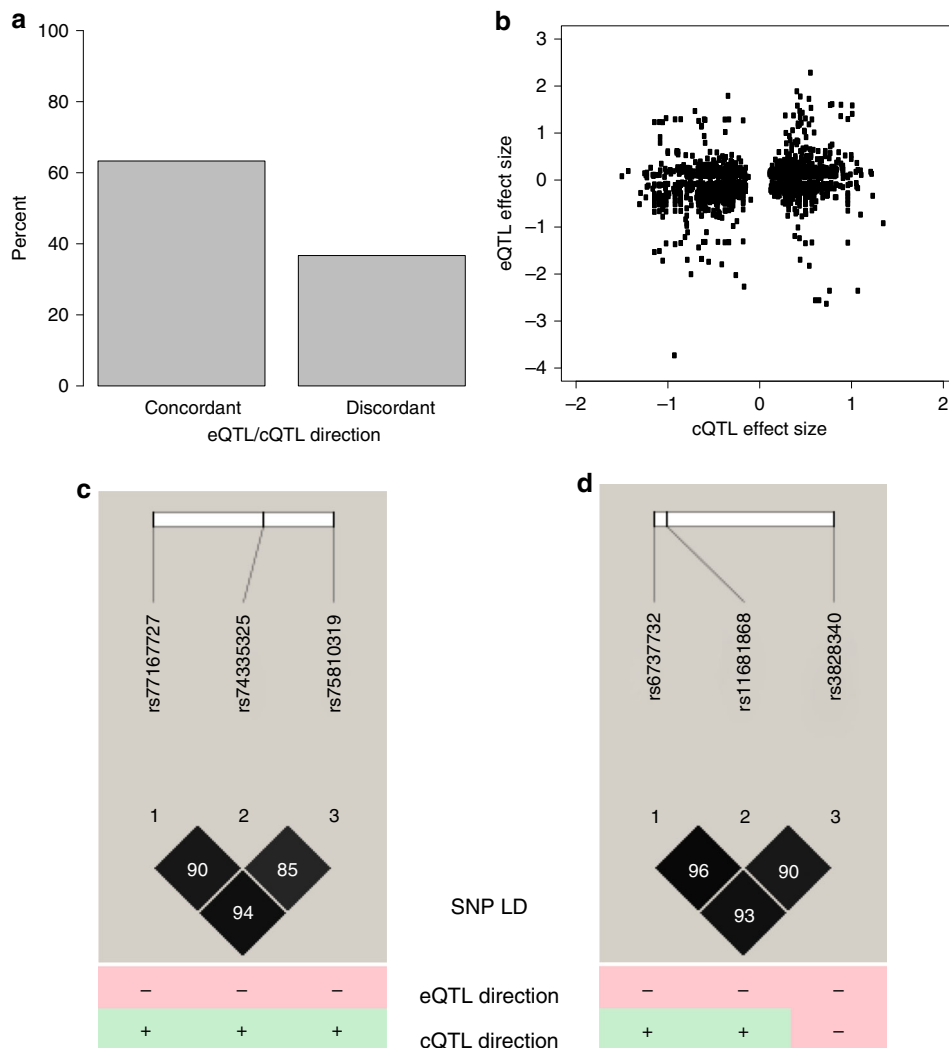 a
100
80
60
40
20
0
Percent
Concordant Discordant
eQTL/cQTL direction
b
3
2
1
0
−1
−2
−3
−4
eQTL effect size
−2 −1 0 1 2
cQTL effect size
c
rs77167727
rs74335325
rs75810319
1 2 3
90 85
94
d
rs6737732
rs11681868
rs3828340
1 2 3
96 90
93
SNP LD
− − − eQTL direction − − −
+ + + cQTL direction + + −